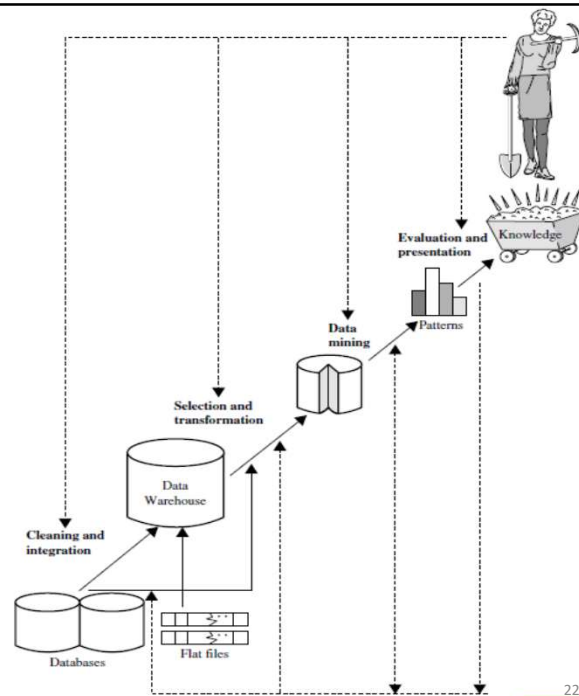 Knowledge
Evaluation and
presentation
Patterns
Data
mining
Selection and
transformation
Data
Warehouse
Cleaning and
integration
Flat files
Databases
22